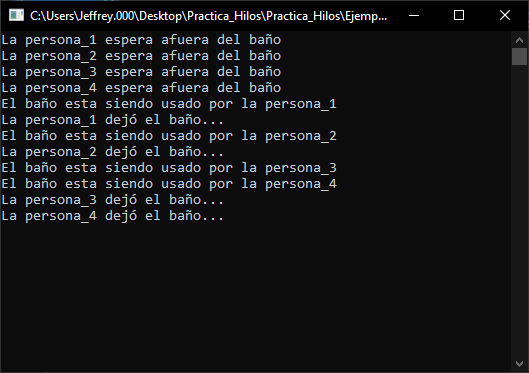 C:\Users\Jeffrey.000\Desktop\Practica_Hilos\Practica_Hilos\Ejemp...
La persona_1 espera afuera del baño
La persona_2 espera afuera del baño
La persona_3 espera afuera del baño
La persona_4 espera afuera del baño
El baño esta siendo usado por la persona_1
La persona_1 dejó el baño...
El baño esta siendo usado por la persona_2
La persona_2 dejó el baño...
El baño esta siendo usado por la persona_3
El baño esta siendo usado por la persona_4
La persona_3 dejó el baño...
La persona_4 dejó el baño...